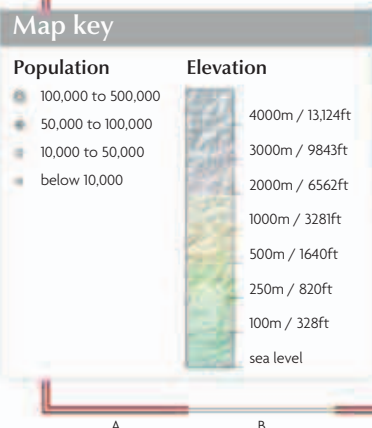 Map key
Population
100,000 to 500,000
50,000 to 100,000
10,000 to 50,000
below 10,000
Elevation
4000m / 13,124ft
3000m / 9843ft
2000m / 6562ft
1000m / 3281ft
500m / 1640ft
250m / 820ft
100m / 328ft
sea level
A B